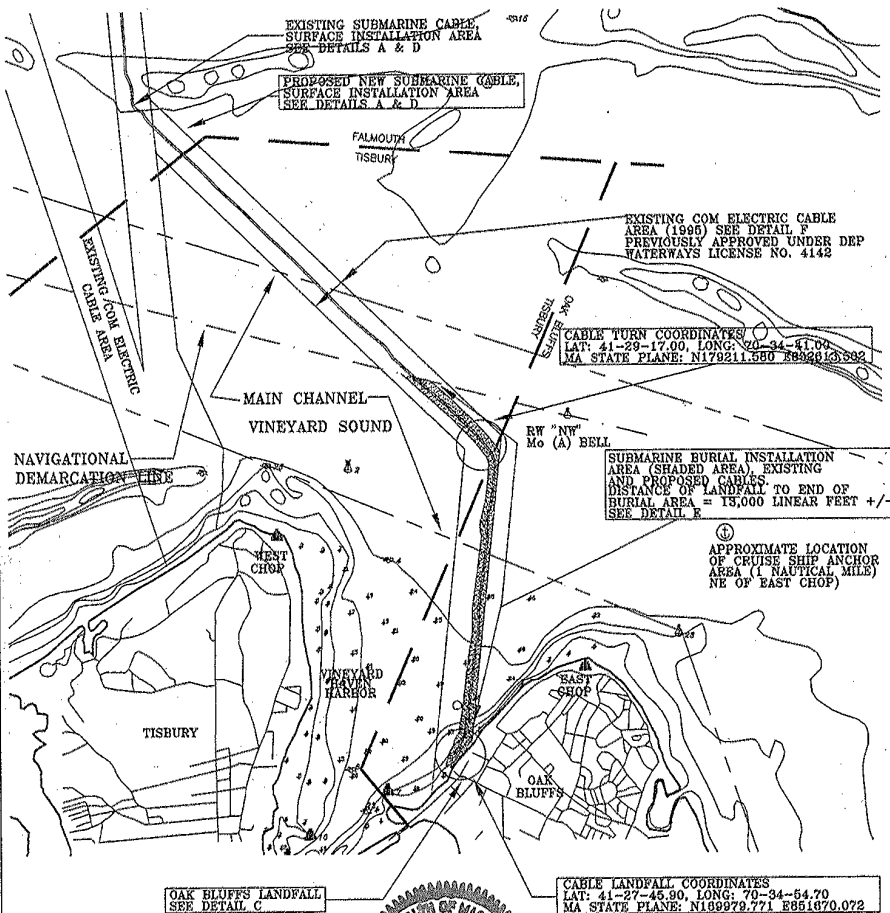 EXISTING SUBMARINE CABLE,
SURFACE INSTALLATION AREA
SEE DETAILS A & D
PROPOSED NEW SUBMARINE CABLE,
SURFACE INSTALLATION AREA
SEE DETAILS A & D
FALMOUTH
TISBURY
EXISTING COM ELECTRIC CABLE
AREA (1995) SEE DETAIL F
PREVIOUSLY APPROVED UNDER DEP
WATERWAYS LICENSE NO. 4142
EXISTING COM ELECTRIC
CABLE AREA
OAK BLUFFS
TISBURY
CABLE TURN COORDINATES
LAT: 41-29-17.00, LONG: 70-34-41.00
MA STATE PLANE: N179211.580
MAIN CHANNEL
VINEYARD SOUND
RW "NW"
Mo (A) BELL
NAVIGATIONAL
DEMARCATION LINE
2
SUBMARINE BURIAL INSTALLATION
AREA (SHADED AREA), EXISTING
AND PROPOSED CABLES.
DISTANCE OF LANDFALL TO END OF
BURIAL AREA = 13,000 LINEAR FEET +/-
SEE DETAIL E
APPROXIMATE LOCATION
OF CRUISE SHIP ANCHOR
AREA (1 NAUTICAL MILE)
NE OF EAST CHOP)
WEST
CHOP
VINEYARD
HAVEN
HARBOR
EAST
CHOP
TISBURY
OAK
BLUFFS
OAK BLUFFS LANDFALL
SEE DETAIL C
CABLE LANDFALL COORDINATES
LAT: 41-27-45.90, LONG: 70-34-54.70
MA STATE PLANE: N169979.771 E851670.072